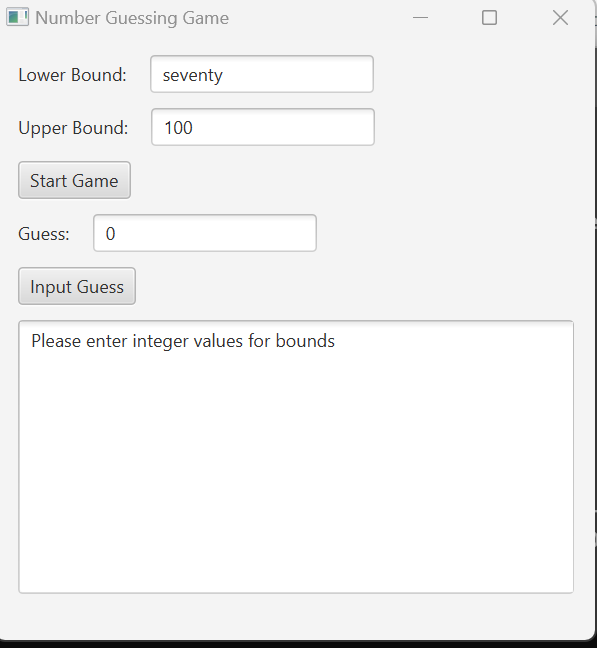 Number Guessing Game
Lower Bound: seventy
Upper Bound: 100
Start Game
Guess: 0
Input Guess
Please enter integer values for bounds